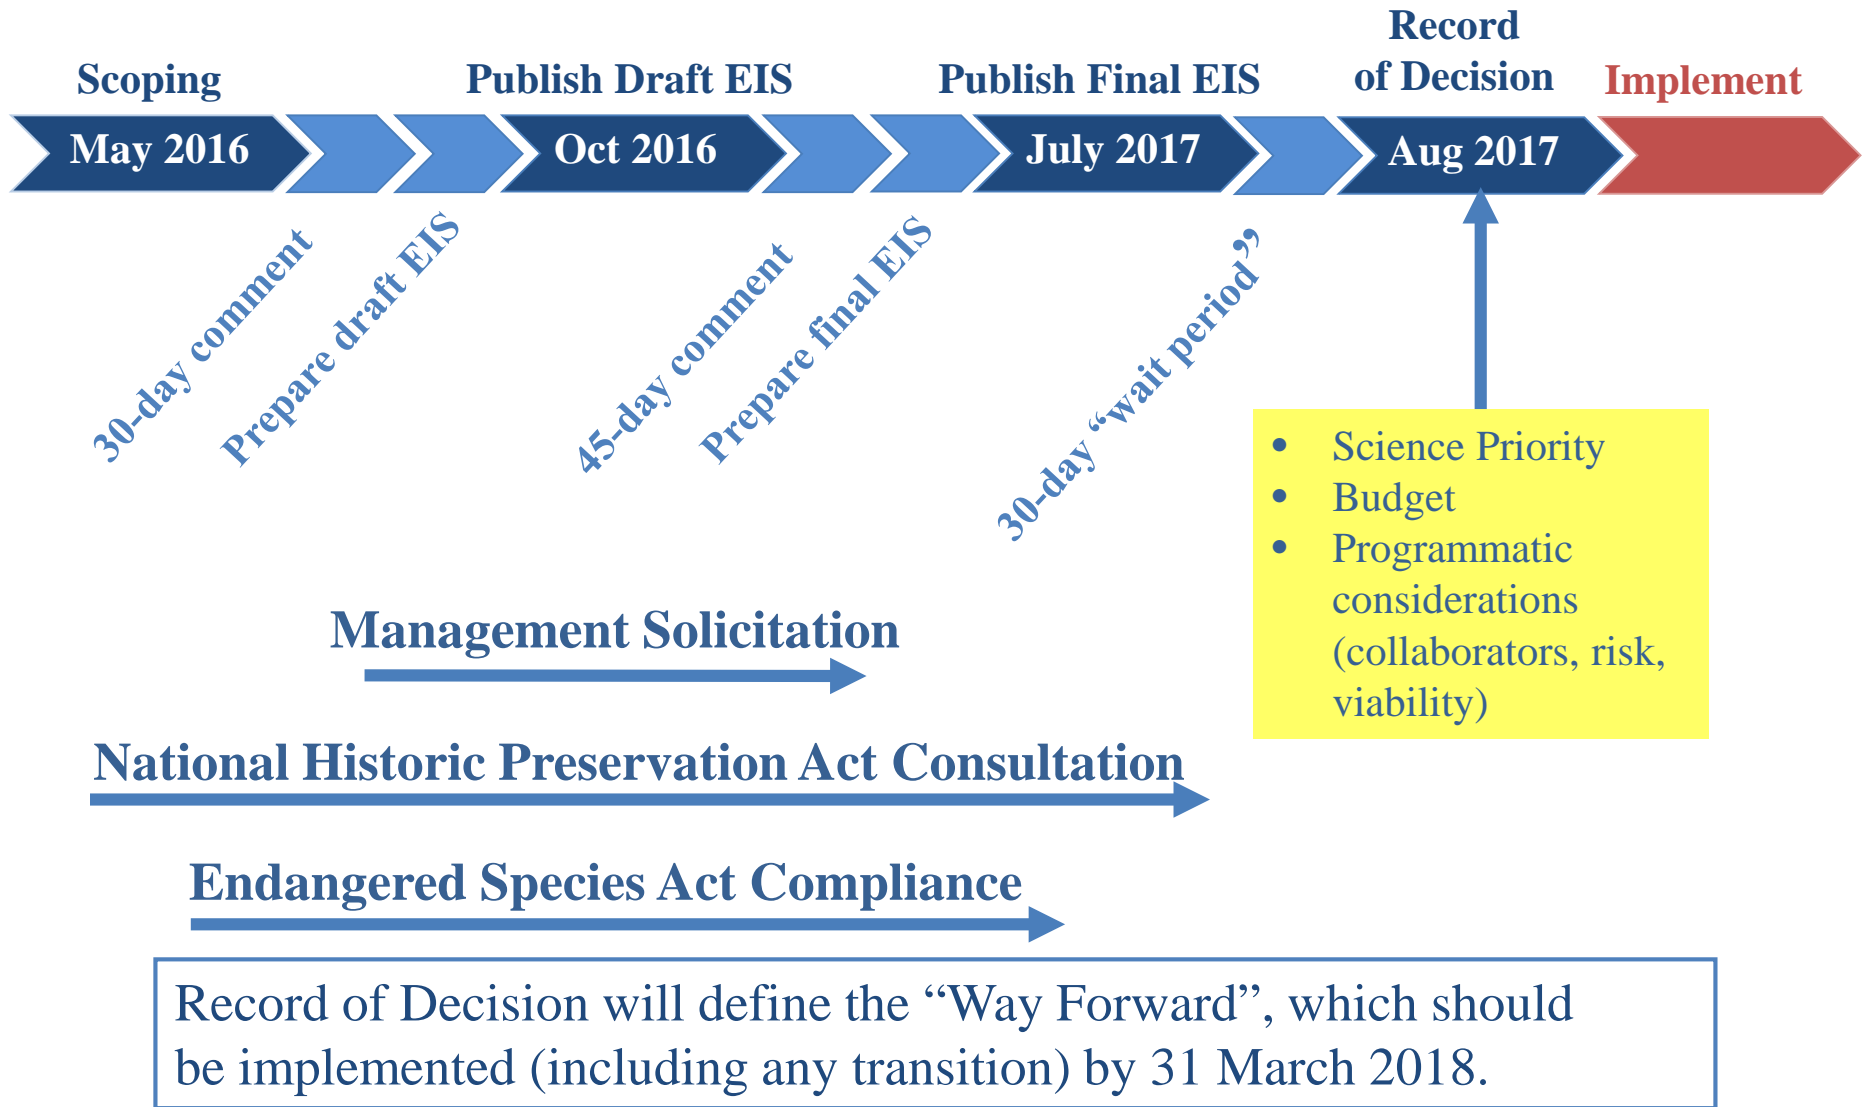 Scoping
Publish Draft EIS
Publish Final EIS
Record
of Decision
Implement
May 2016
Oct 2016
July 2017
Aug 2017
30-day comment
Prepare draft EIS
45-day comment
Prepare final EIS
30-day “wait period”
• Science Priority
• Budget
• Programmatic
considerations
(collaborators, risk,
viability)
Management Solicitation
National Historic Preservation Act Consultation
Endangered Species Act Compliance
Record of Decision will define the “Way Forward”, which should
be implemented (including any transition) by 31 March 2018.